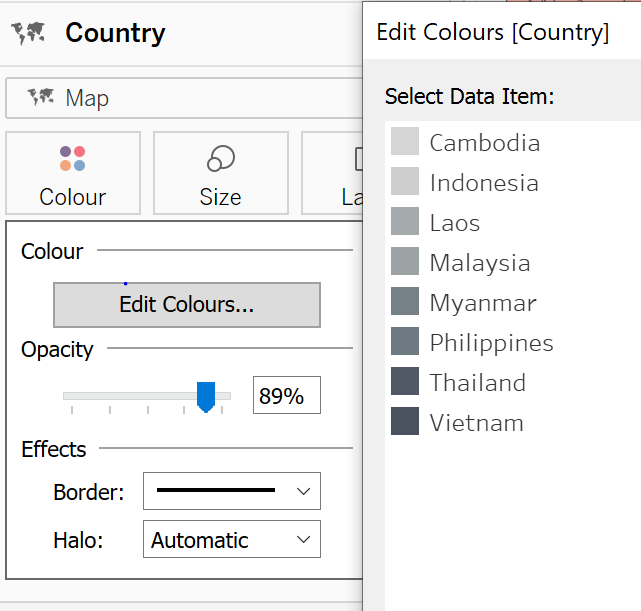 Country
Map
Colour
Size
La
Colour
Edit Colours...
Opacity
89%
Effects
Border:
Halo:
Automatic
Edit Colours [Country]
Select Data Item:
Cambodia
Indonesia
Laos
Malaysia
Myanmar
Philippines
Thailand
Vietnam